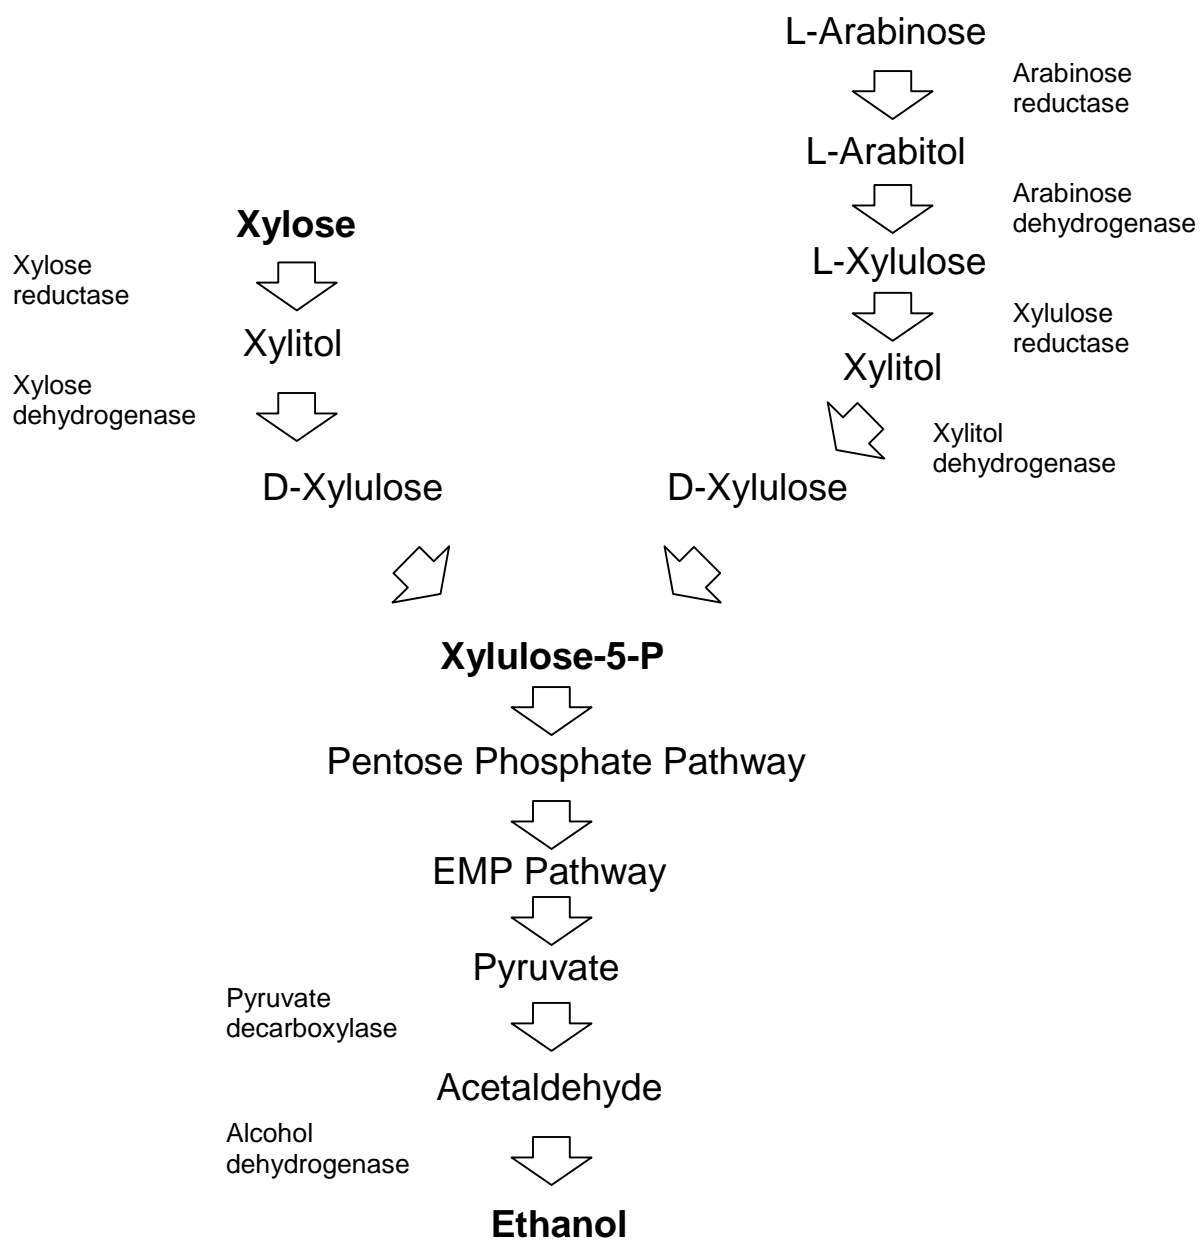 L-Arabinose
Arabinose
reductase
L-Arabitol
Arabinose
dehydrogenase
Xylose
L-Xylulose
Xylose
reductase
Xylulose
reductase
Xylitol
Xylitol
Xylose
dehydrogenase
Xylitol
dehydrogenase
D-Xylulose
D-Xylulose
Xylulose-5-P
Pentose Phosphate Pathway
EMP Pathway
Pyruvate
Pyruvate
decarboxylase
Acetaldehyde
Alcohol
dehydrogenase
Ethanol